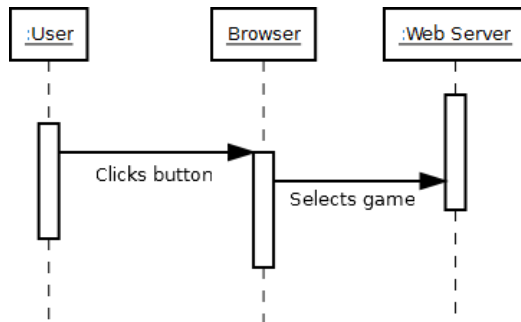 :User
Browser
:Web Server
Clicks button
Selects game